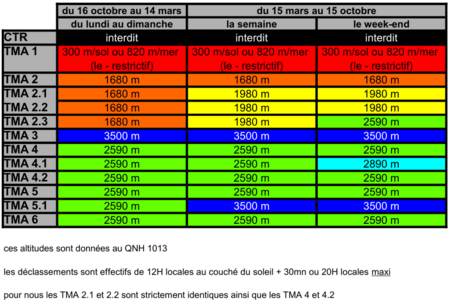 du 16 octobre au 14 mars du 15 mars au 15 octobre
du lundi au dimanche la semaine le week-end
CTR interdit interdit interdit
TMA 1 300 m/sol ou 820 m/mer 300 m/sol ou 820 m/mer 300 m/sol ou 820 m/mer
(le - restrictif) (le - restrictif) (le - restrictif)
TMA 2 1680 m 1680 m 1680 m
TMA 2.1 1680 m 1980 m 1980 m
TMA 2.2 1680 m 1980 m 1980 m
TMA 2.3 1680 m 1980 m 2590 m
TMA 3 3500 m 3500 m 3500 m
TMA 4 2590 m 2590 m 2590 m
TMA 4.1 2590 m 2590 m 2890 m
TMA 4.2 2590 m 2590 m 2590 m
TMA 5 2590 m 2590 m 2590 m
TMA 5.1 2590 m 3500 m 3500 m
TMA 6 2590 m 2590 m 2590 m
ces altitudes sont données au QNH 1013
les déclassements sont effectifs de 12H locales au couché du soleil + 30mn ou 20H locales maxi
pour nous les TMA 2.1 et 2.2 sont strictement identiques ainsi que les TMA 4 et 4.2